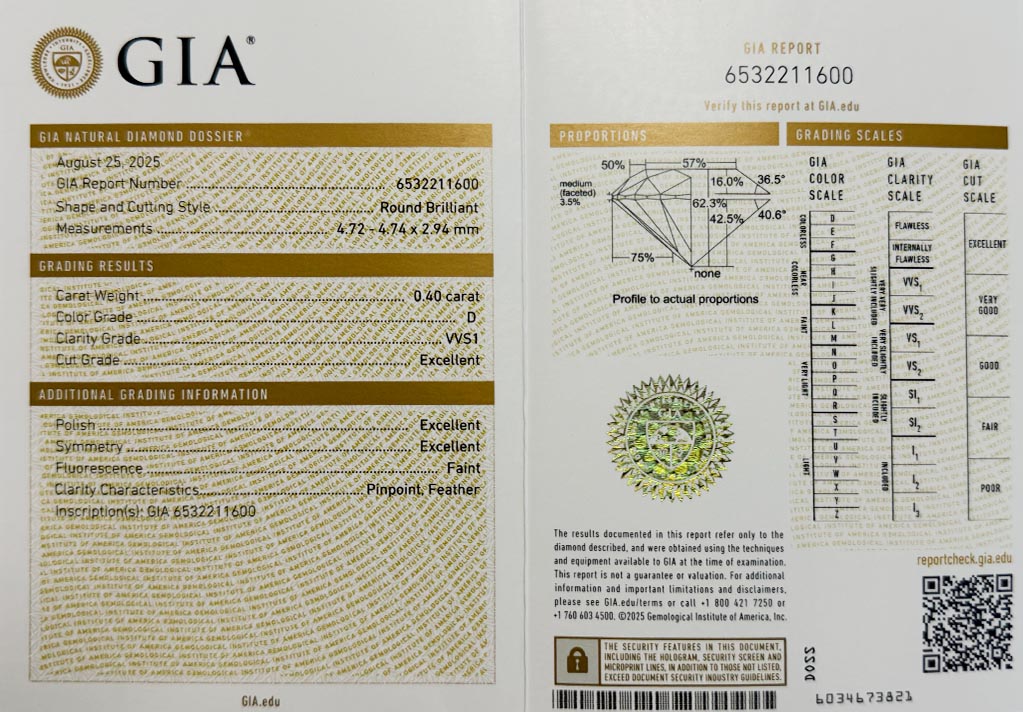 GIA®
GIA NATURAL DIAMOND DOSSIER®
August 25, 2025
GIA Report Number 6532211600
Shape and Cutting Style Round Brilliant
Measurements 4.72 - 4.74 x 2.94 mm
GRADING RESULTS
Carat Weight 0.40 carat
Color Grade D
Clarity Grade VVS1
Cut Grade Excellent
ADDITIONAL GRADING INFORMATION
Polish Excellent
Symmetry Excellent
Fluorescence Faint
Clarity Characteristics Pinpoint, Feather
Inscription(s): GIA 6532211600
GIA.edu
GIA REPORT
6532211600
Verify this report at GIA.edu
PROPORTIONS
50%
57%
16.0%
36.5°
medium
(faceted)
3.5%
62.3%
42.5%
40.6°
75%
none
Profile to actual proportions
GRADING SCALES
GIA
COLOR
SCALE
COLORLESS
D
E
F
NEAR
COLORLESS
G
H
I
J
FAINT
K
L
M
VERY LIGHT
N
O
P
Q
R
LIGHT
S
T
U
V
W
X
Y
Z
GIA
CLARITY
SCALE
FLAWLESS
INTERNALLY
FLAWLESS
VERY VERY
SLIGHTLY INCLUDED
VVS1
VVS2
VERY SLIGHTLY
INCLUDED
VS1
VS2
SLIGHTLY
INCLUDED
SI1
SI2
INCLUDED
I1
I2
I3
GIA
CUT
SCALE
EXCELLENT
VERY
GOOD
GOOD
FAIR
POOR
The results documented in this report refer only to the
diamond described, and were obtained using the techniques
and equipment available to GIA at the time of examination.
This report is not a guarantee or valuation. For additional
information and important limitations and disclaimers,
please see GIA.edu/terms or call +1 800 421 7250 or
+1 760 603 4500. ©2025 Gemological Institute of America, Inc.
THE SECURITY FEATURES IN THIS DOCUMENT,
INCLUDING THE HOLOGRAM, SECURITY SCREEN AND
MICROPRINT LINES, IN ADDITION TO THOSE NOT LISTED,
EXCEED DOCUMENT SECURITY INDUSTRY GUIDELINES.
reportcheck.gia.edu
DOSS
6034673821